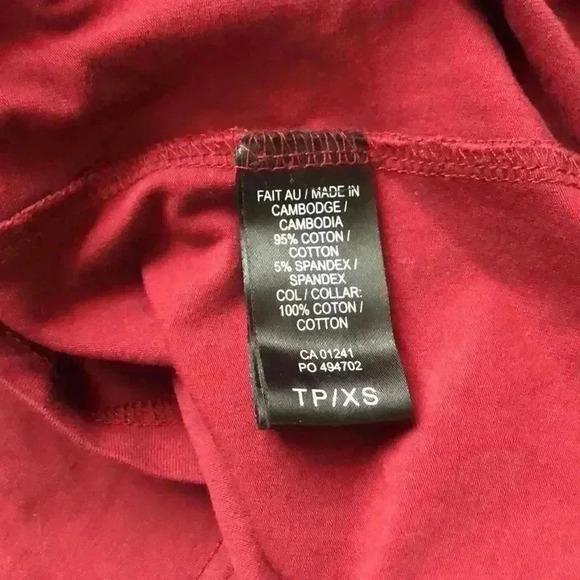 FAIT AU / MADE IN
CAMBODGE /
CAMBODIA
95% COTON /
COTTON
5% SPANDEX /
SPANDEX
COL / COLLAR:
100% COTON /
COTTON
CA 01241
PO 494702
TP/XS